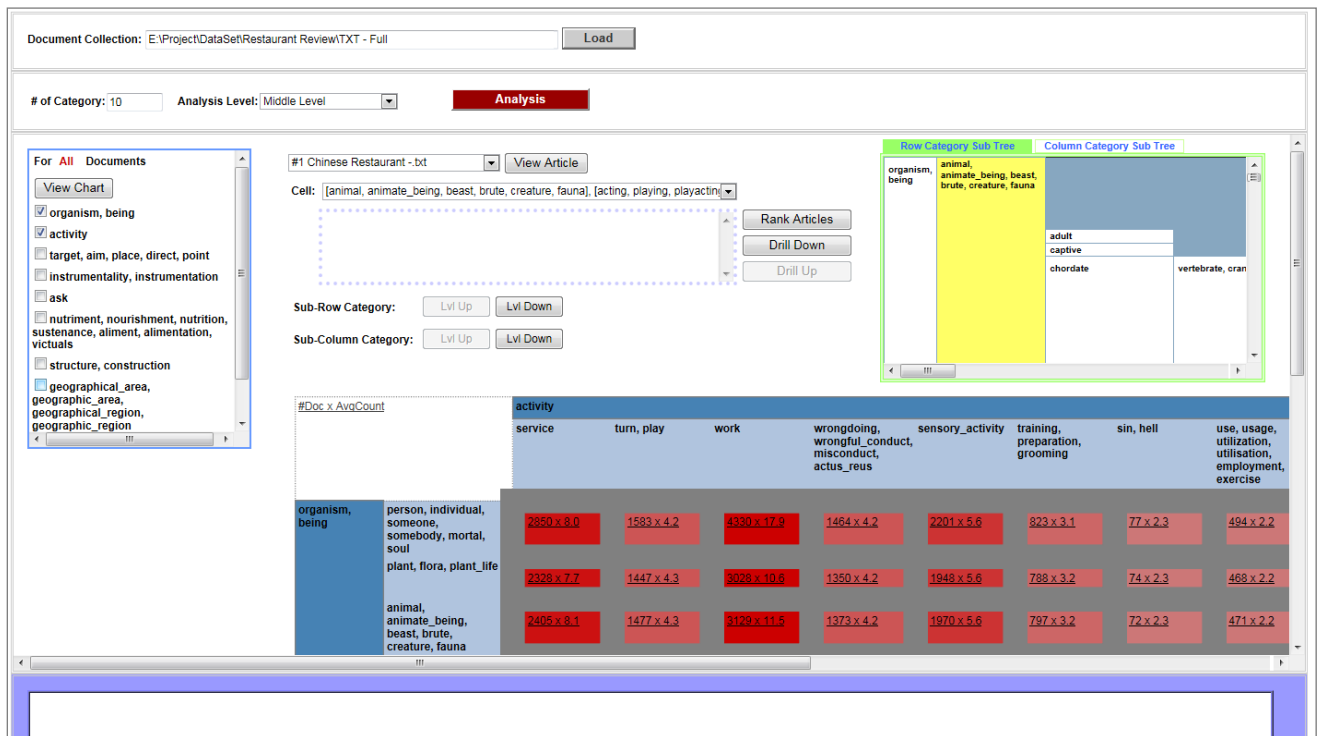 Document Collection: E:\Project\DataSet\Restaurant Review\TXT - Full Load
# of Category: 10 Analysis Level: Middle Level Analysis
For All Documents
View Chart
organism, being
activity
target, aim, place, direct, point
instrumentality, instrumentation
ask
nutriment, nourishment, nutrition,
sustenance, aliment, alimentation,
victuals
structure, construction
geographical_area,
geographic_area,
geographical_region,
geographic_region
#1 Chinese Restaurant -.txt View Article
Cell: [animal, animate_being, beast, brute, creature, fauna], [acting, playing, playacting
Rank Articles
Drill Down
Drill Up
Sub-Row Category: Lvl Up Lvl Down
Sub-Column Category: Lvl Up Lvl Down
Row Category Sub Tree Column Category Sub Tree
organism,
being
animal,
animate_being, beast,
brute, creature, fauna
adult
captive
chordate vertebrate, cran
#Doc x AvgCount activity
service turn, play work
wrongdoing,
wrongful_conduct,
misconduct,
actus_reus
sensory_activity
training,
preparation,
grooming
sin, hell
use, usage,
utilization,
utilisation,
employment,
exercise
organism,
being
person, individual,
someone,
somebody, mortal,
soul
2850 x 8.0 1583 x 4.2 4330 x 17.9 1464 x 4.2 2201 x 5.6 823 x 3.1 77 x 2.3 494 x 2.2
plant, flora, plant_life
2328 x 7.7 1447 x 4.3 3028 x 10.6 1350 x 4.2 1948 x 5.6 788 x 3.2 74 x 2.3 468 x 2.2
animal,
animate_being,
beast, brute,
creature, fauna
2405 x 8.1 1477 x 4.3 3129 x 11.5 1373 x 4.2 1970 x 5.6 797 x 3.2 72 x 2.3 471 x 2.2